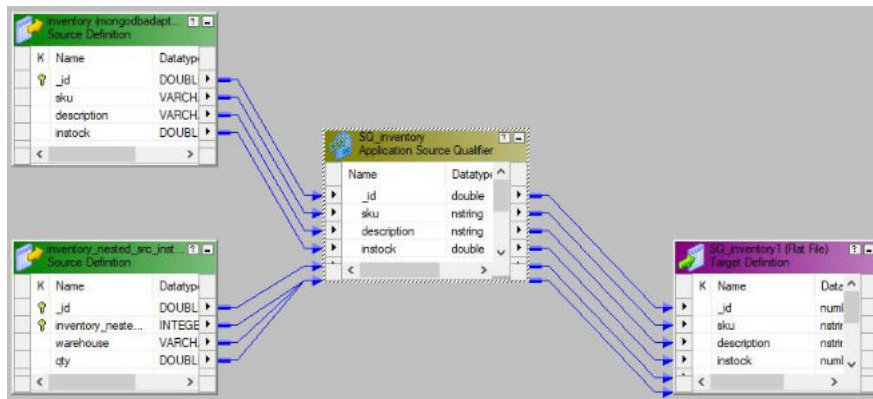 inventory (mongodbadapt...
Source Definition
K Name Datatyp
_id DOUBL
sku VARCH
description VARCH
instock DOUBL
SQ_inventory
Application Source Qualifier
Name Datatype
_id double
sku nstring
description nstring
instock double
inventory_nested_src_inst...
Source Definition
K Name Datatyp
_id DOUBL
inventory_neste... INTEGE
warehouse VARCH
qty DOUBL
SQ_inventory1 (Flat File)
Target Definition
K Name Data
_id numl
sku nstrir
description nstrir
instock numl